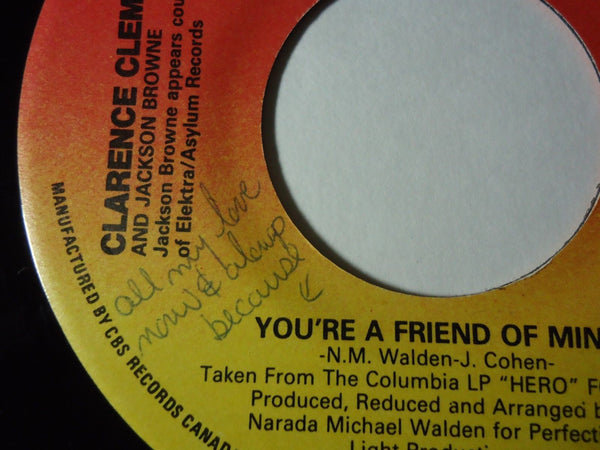 CLARENCE CLEM
AND JACKSON BROWNE
Jackson Browne appears cou
of Elektra/Asylum Records
MANUFACTURED BY CBS RECORDS CANAD
all my love
now &
because
YOU'RE A FRIEND OF MIN
-N.M. Walden-J. Cohen-
Taken From The Columbia LP "HERO" F
Produced, Reduced and Arranged b
Narada Michael Walden for Perfecti
Light Producti